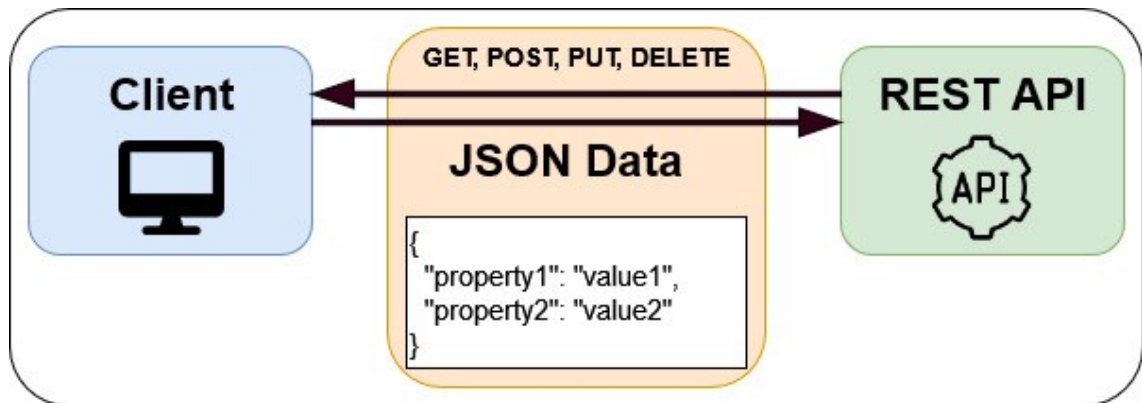 Client
GET, POST, PUT, DELETE
JSON Data
{
"property1": "value1",
"property2": "value2"
}
REST API
API